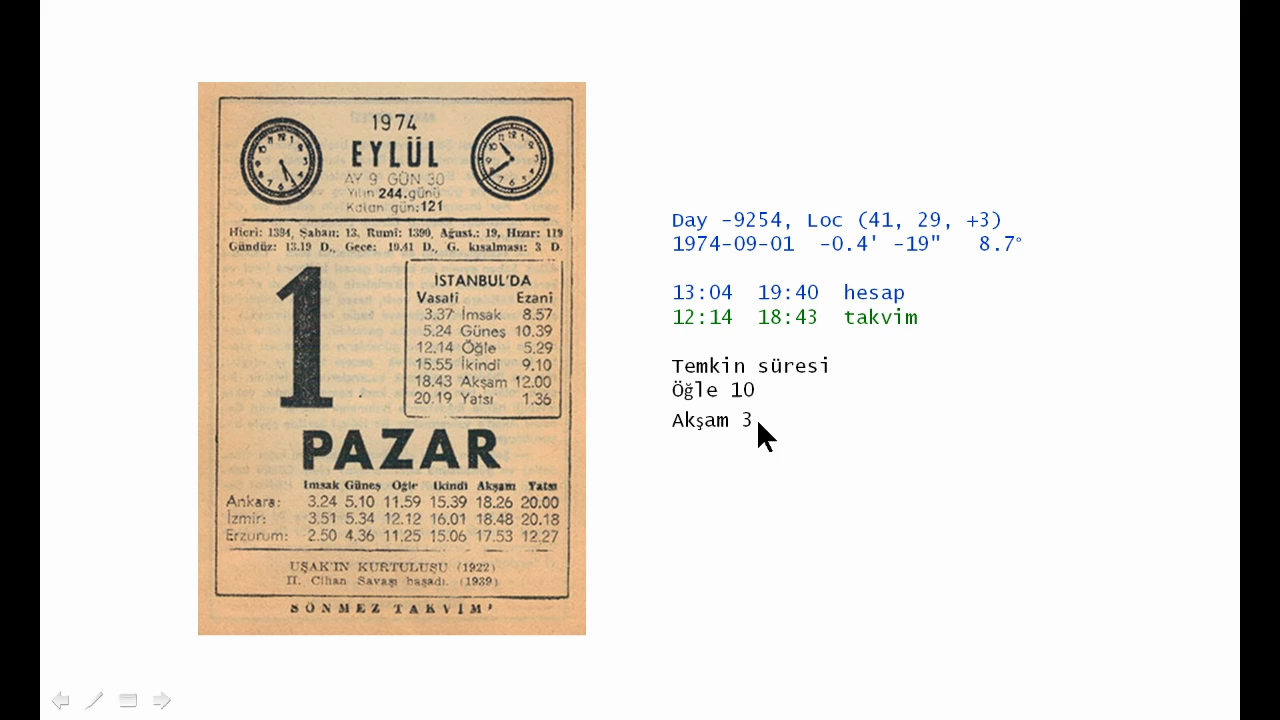 1974
EYLÜL
AY 9 GÜN 30
Yılın 244.günü
Kalan gün:121
Hicrî: 1394, Şaban: 13, Rumî: 1390, Ağust.: 19, Hızır: 119
Gündüz: 13.19 D., Gece: 10.41 D., G. kısalması: 3 D.
1
İSTANBUL'DA
Vasati Ezanî
3.37 İmsak 8.57
5.24 Güneş 10.39
12.14 Öğle 5.29
15.55 İkindi 9.10
18.43 Akşam 12.00
20.19 Yatsı 1.36
PAZAR
İmsak Güneş Öğle İkindi Akşam Yatsı
Ankara: 3.24 5.10 11.59 15.39 18.26 20.00
İzmir: 3.51 5.34 12.12 16.01 18.48 20.18
Erzurum: 2.50 4.36 11.25 15.06 17.53 12.27
UŞAK'IN KURTULUŞU (1922)
II. Cihan Savaşı başadı. (1939)
SÖNMEZ TAKVİM'
Day -9254, Loc (41, 29, +3)
1974-09-01 -0.4' -19" 8.7°
13:04 19:40 hesap
12:14 18:43 takvim
Temkin süresi
Öğle 10
Akşam 3